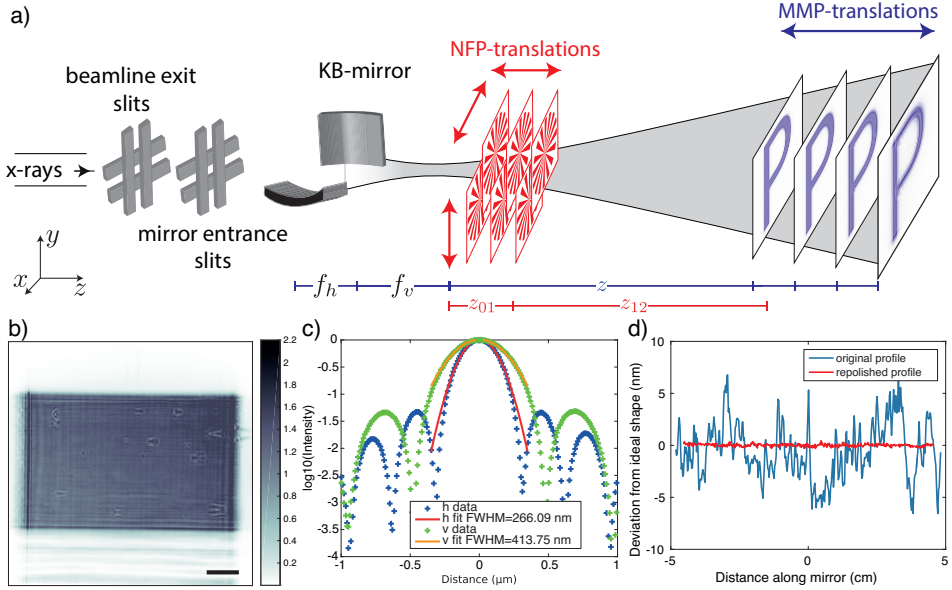 a)
MMP-translations
NFP-translations
KB-mirror
beamline exit
slits
x-rays
mirror entrance
slits
y
x
z
f_h
f_v
z
z_01
z_12
b)
2.2
2
1.8
1.6
1.4
1.2
1
0.8
0.6
0.4
0.2
c)
log10(Intensity)
0
-0.5
-1
-1.5
-2
-2.5
-3
-3.5
-4
h data
h fit FWHM=266.09 nm
v data
v fit FWHM=413.75 nm
-1
-0.5
0
0.5
1
Distance (μm)
d)
Deviation from ideal shape (nm)
10
5
0
-5
-10
original profile
repolished profile
-5
0
5
Distance along mirror (cm)